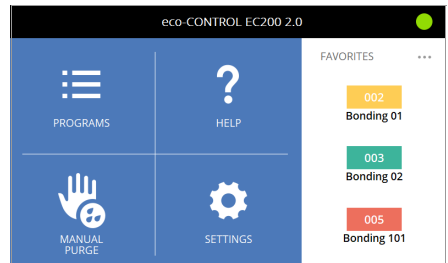 eco-CONTROL EC200 2.0
PROGRAMS
HELP
MANUAL
PURGE
SETTINGS
FAVORITES
002
Bonding 01
003
Bonding 02
005
Bonding 101